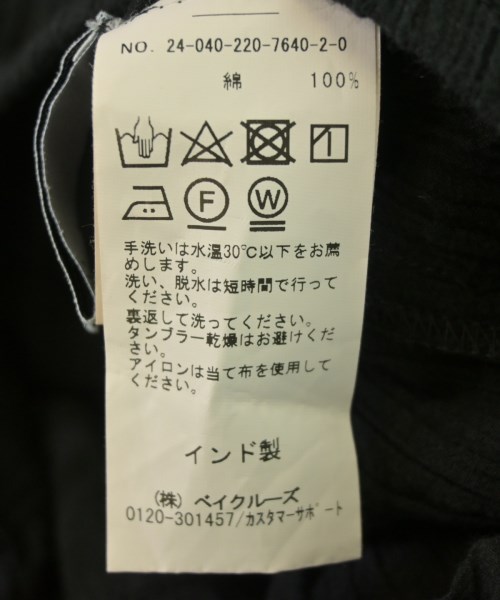 NO. 24-040-220-7640-2-0
綿 100%
F W
手洗いは水温30℃以下をお薦
めします。
洗い、脱水は短時間で行って
ください。
裏返して洗ってください。
タンブラー乾燥はお避けくだ
さい。
アイロンは当て布を使用して
ください。
インド製
(株) ベイクルーズ
0120-301457/カスタマーサポート